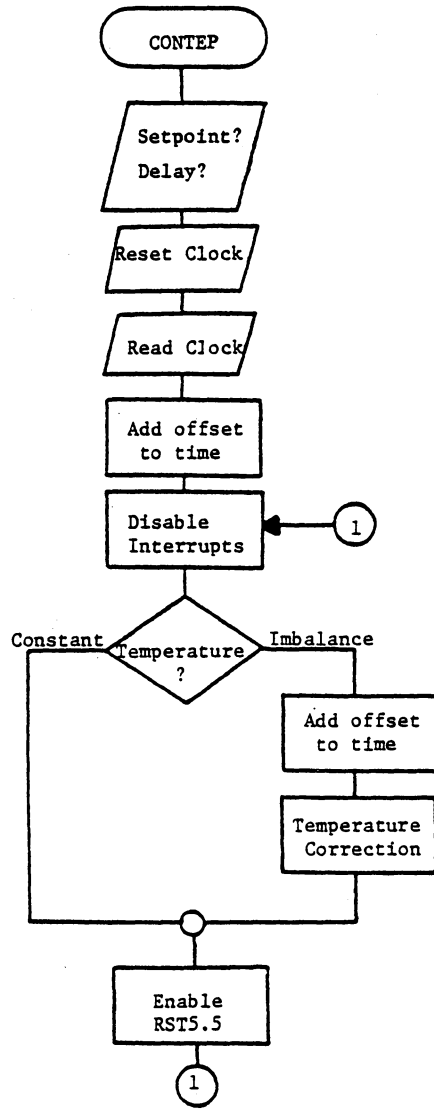 CONTEP
Setpoint?
Delay?
Reset Clock
Read Clock
Add offset
to time
Disable
Interrupts
1
Constant
Temperature
?
Imbalance
Add offset
to time
Temperature
Correction
Enable
RST5.5
1